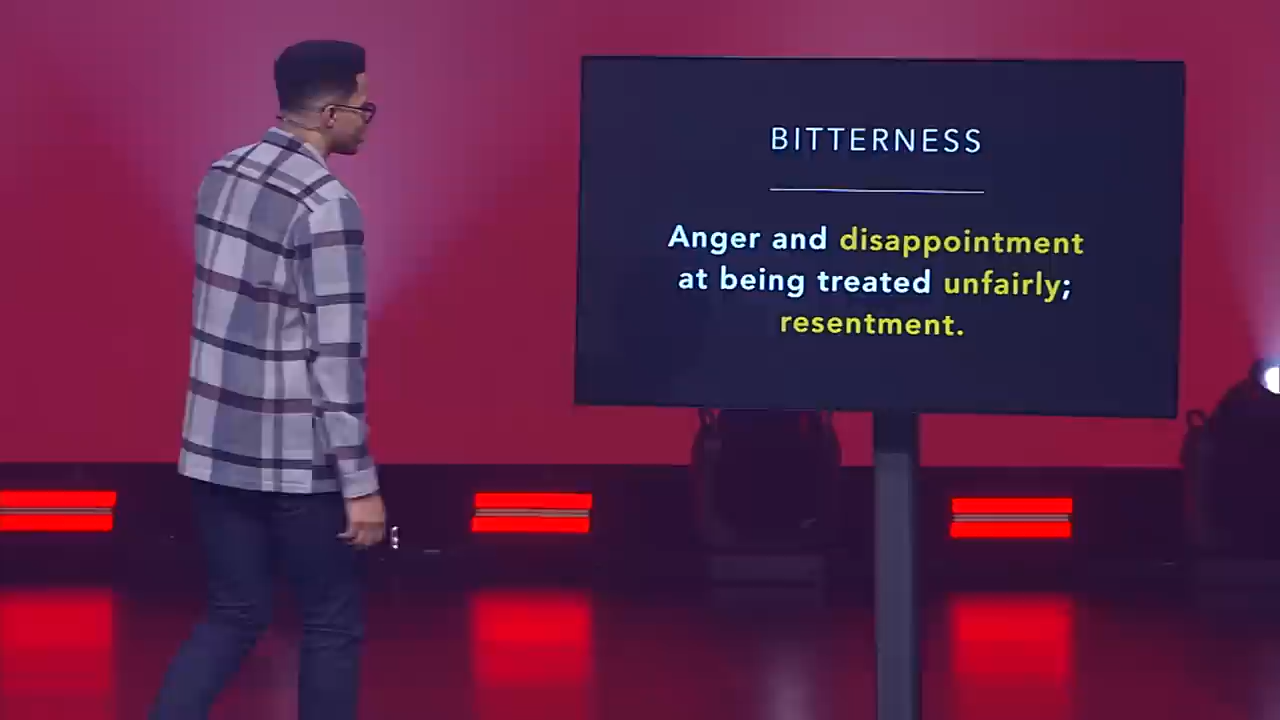 BITTERNESS
Anger and disappointment
at being treated unfairly;
resentment.